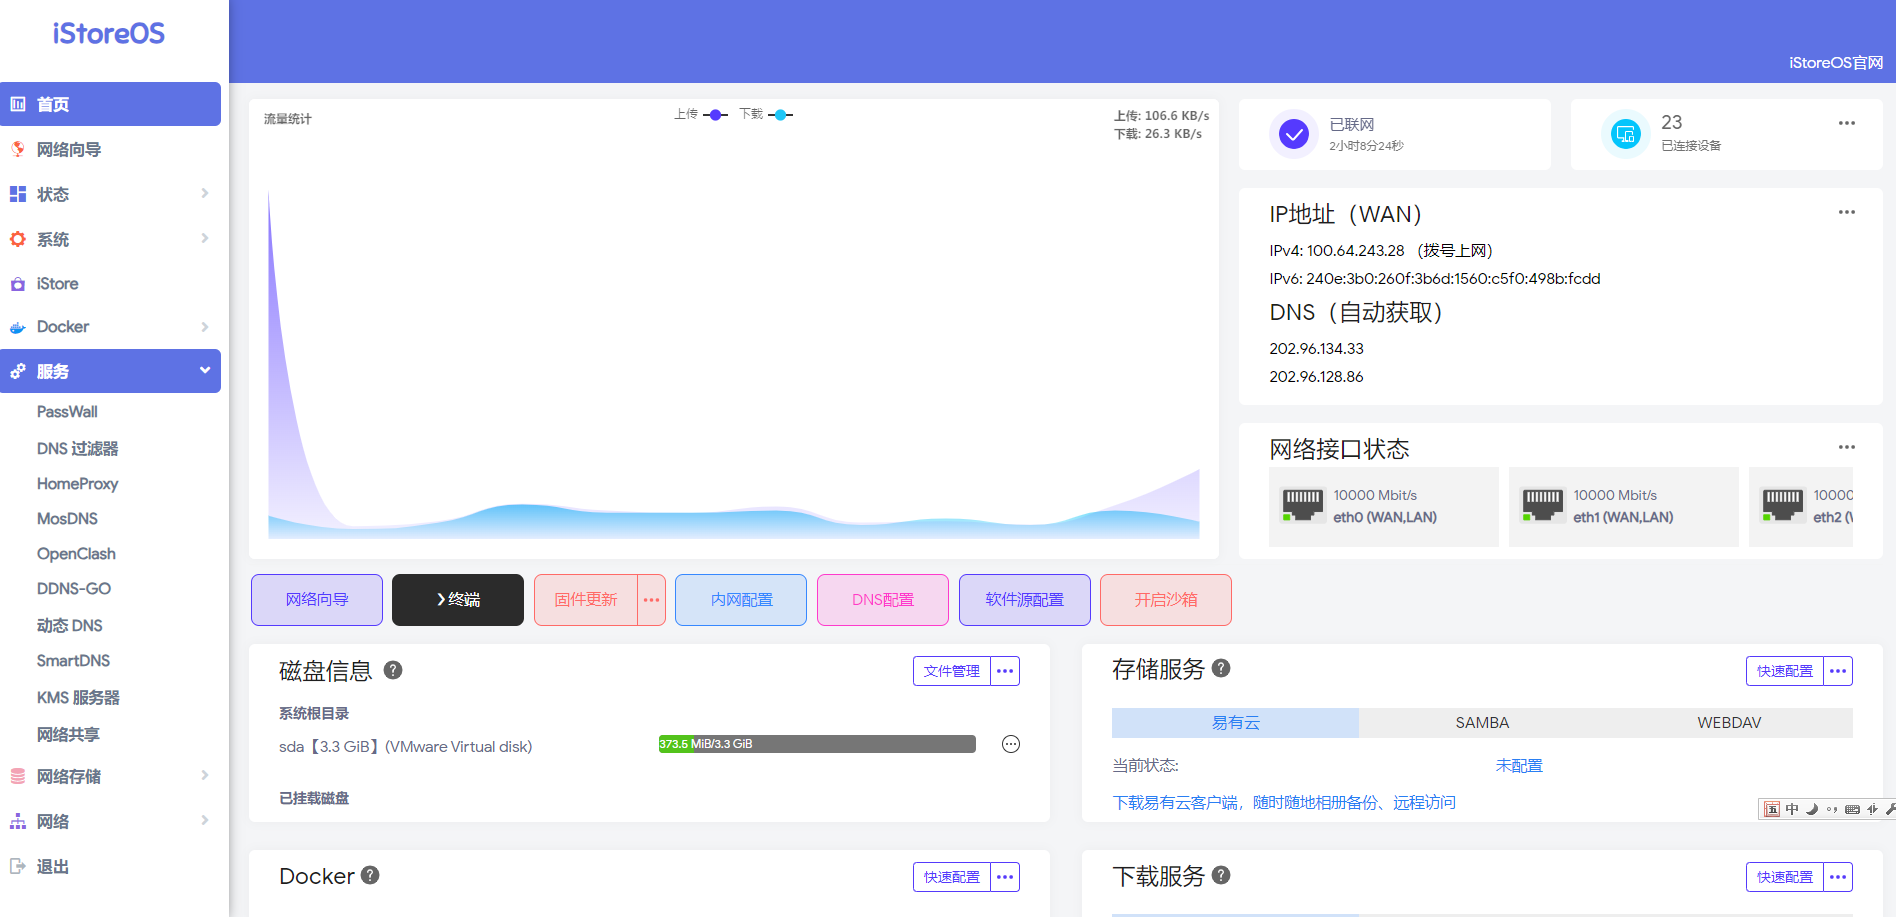 iStoreOS
iStoreOS官网
首页
网络向导
状态
系统
iStore
Docker
服务
PassWall
DNS 过滤器
HomeProxy
MosDNS
OpenClash
DDNS-GO
动态 DNS
SmartDNS
KMS 服务器
网络共享
网络存储
网络
退出
流量统计
上传 下载
上传: 106.6 KB/s
下载: 26.3 KB/s
已联网
2小时8分24秒
23
已连接设备
IP地址（WAN）
IPv4: 100.64.243.28 （拨号上网）
IPv6: 240e:3b0:260f:3b6d:1560:c5f0:498b:fcdd
DNS（自动获取）
202.96.134.33
202.96.128.86
网络接口状态
10000 Mbit/s
eth0 (WAN,LAN)
10000 Mbit/s
eth1 (WAN,LAN)
1000
eth2
网络向导 终端 固件更新 内网配置 DNS配置 软件源配置 开启沙箱
磁盘信息
文件管理
系统根目录
sda【3.3 GiB】(VMware Virtual disk)
373.5 MiB/3.3 GiB
已挂载磁盘
存储服务
快速配置
易有云 SAMBA WEBDAV
当前状态: 未配置
下载易有云客户端，随时随地相册备份、远程访问
五 中
Docker
快速配置
下载服务
快速配置